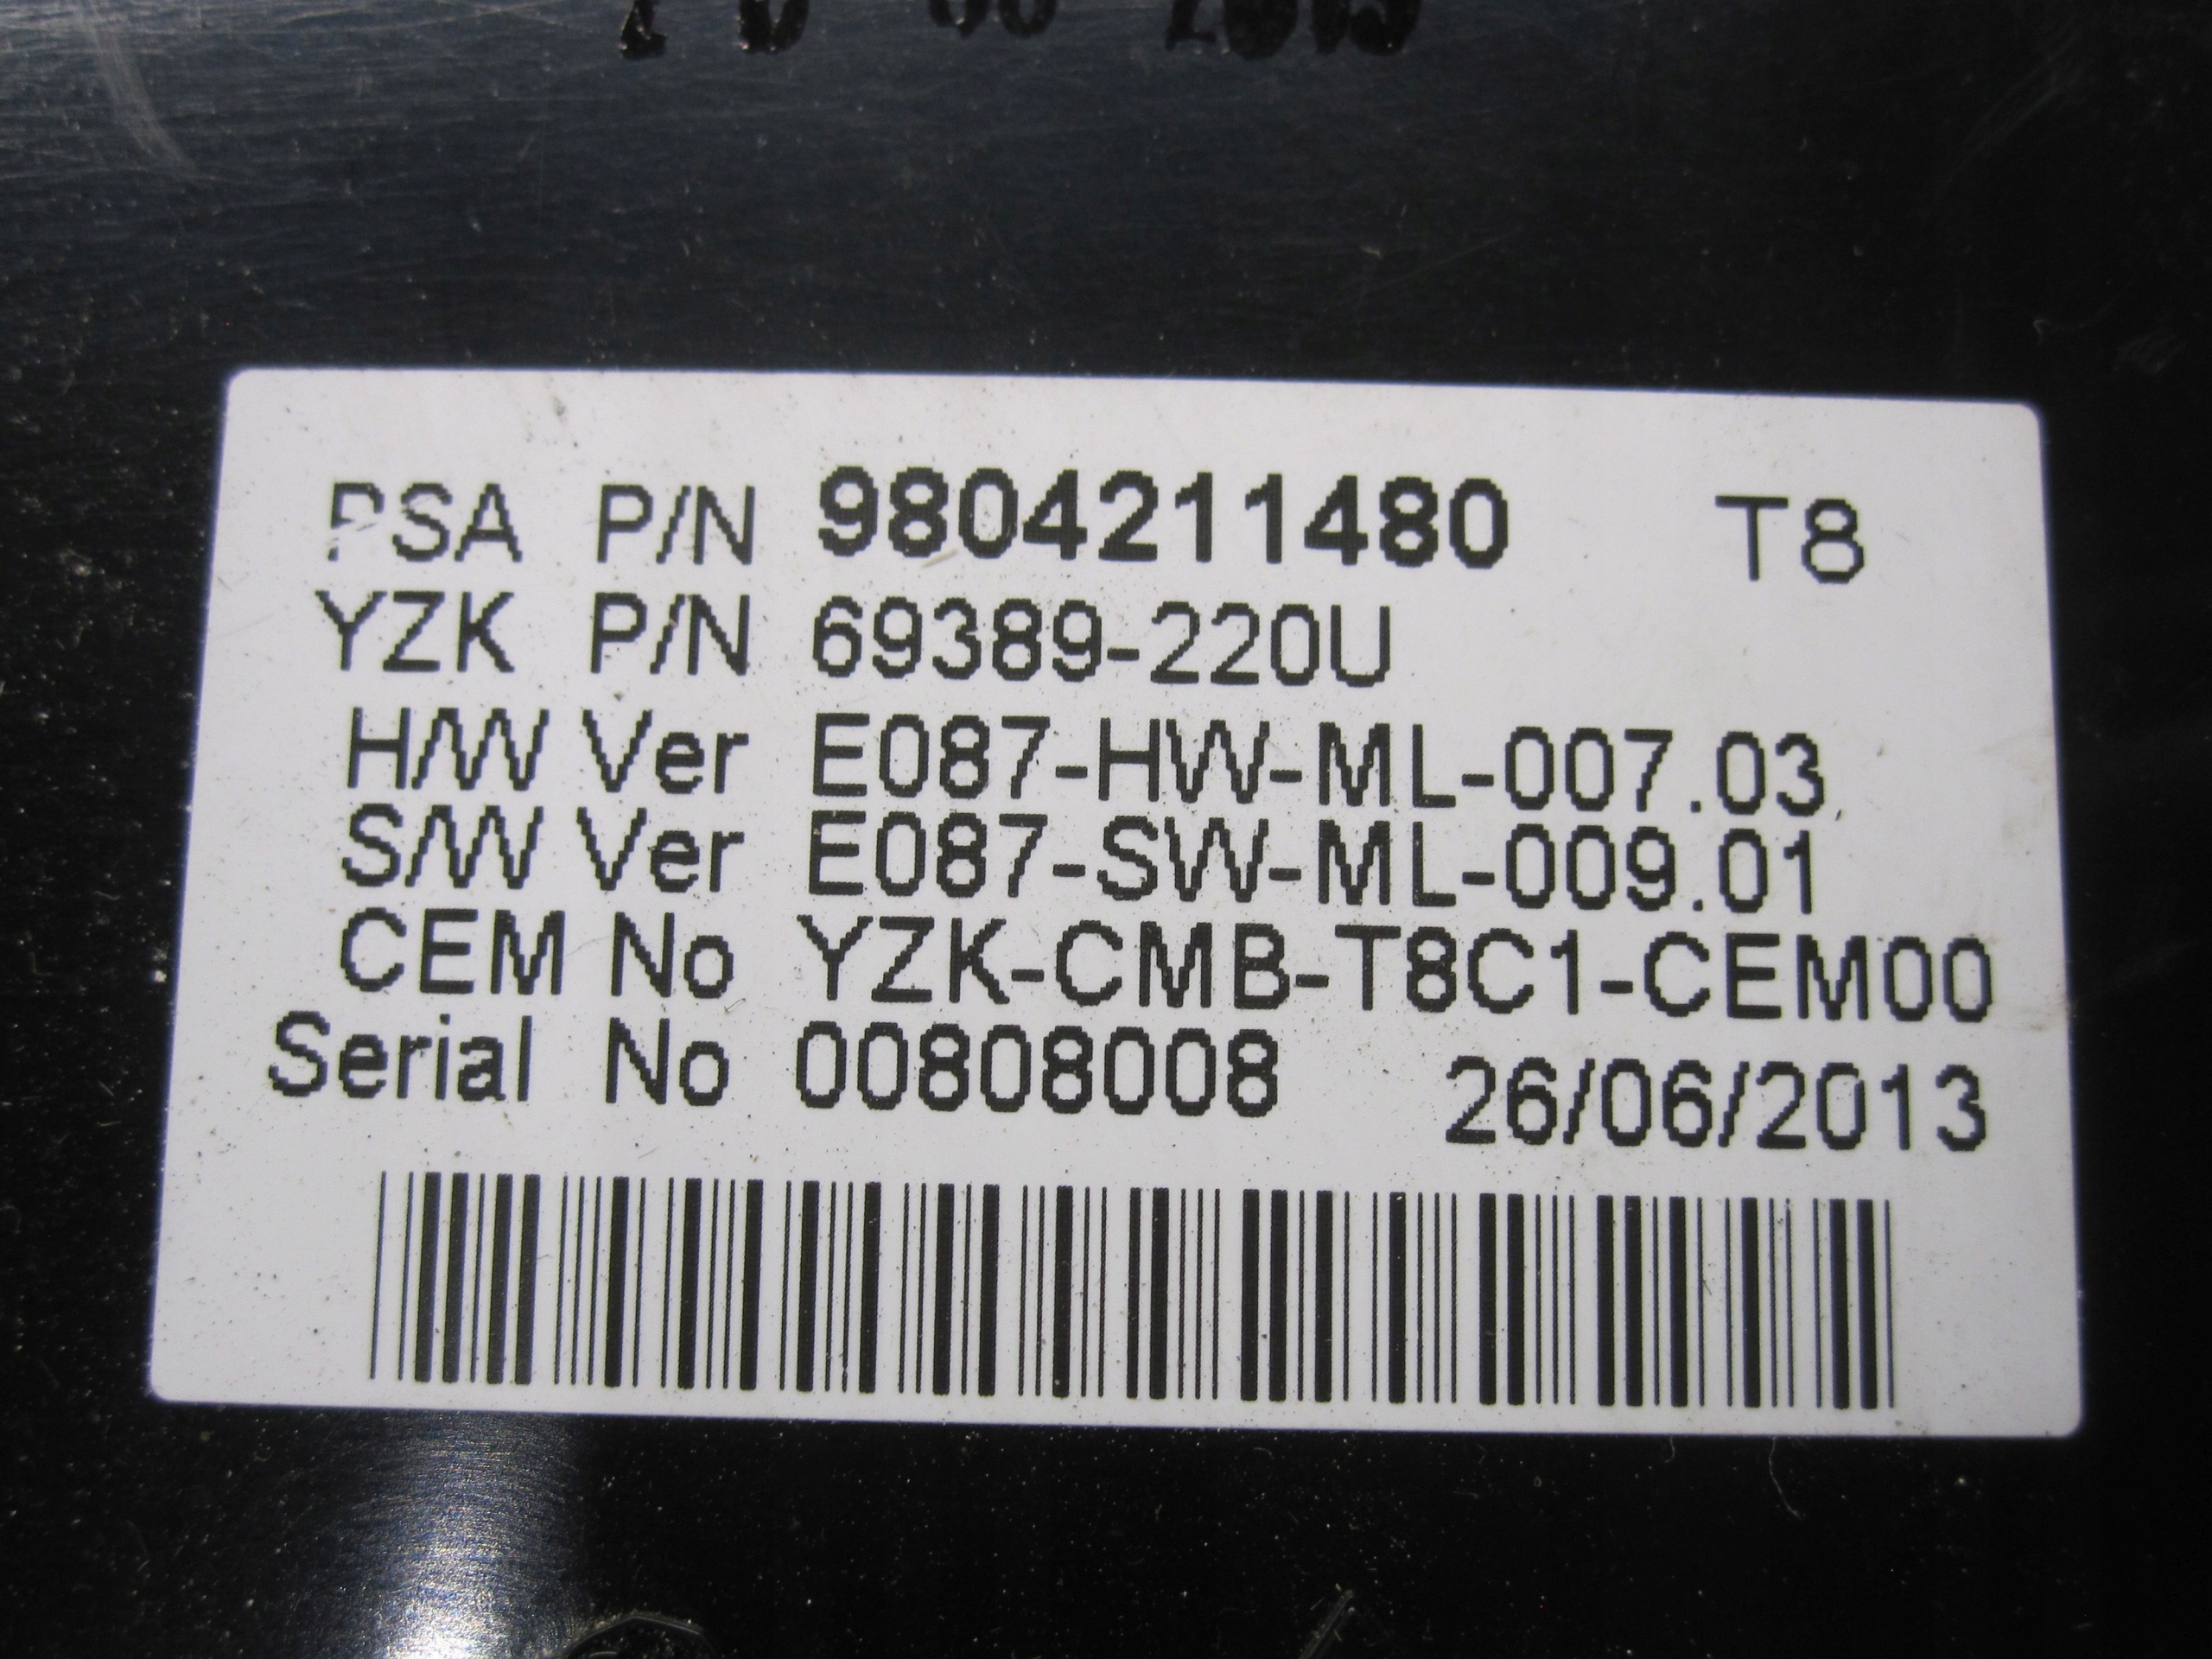 PSA P/N 9804211480 T8
YZK P/N 69389-220U
H/W Ver E087-HW-ML-007.03
S/W Ver E087-SW-ML-009.01
CEM No YZK-CMB-T8C1-CEM00
Serial No 00808008 26/06/2013